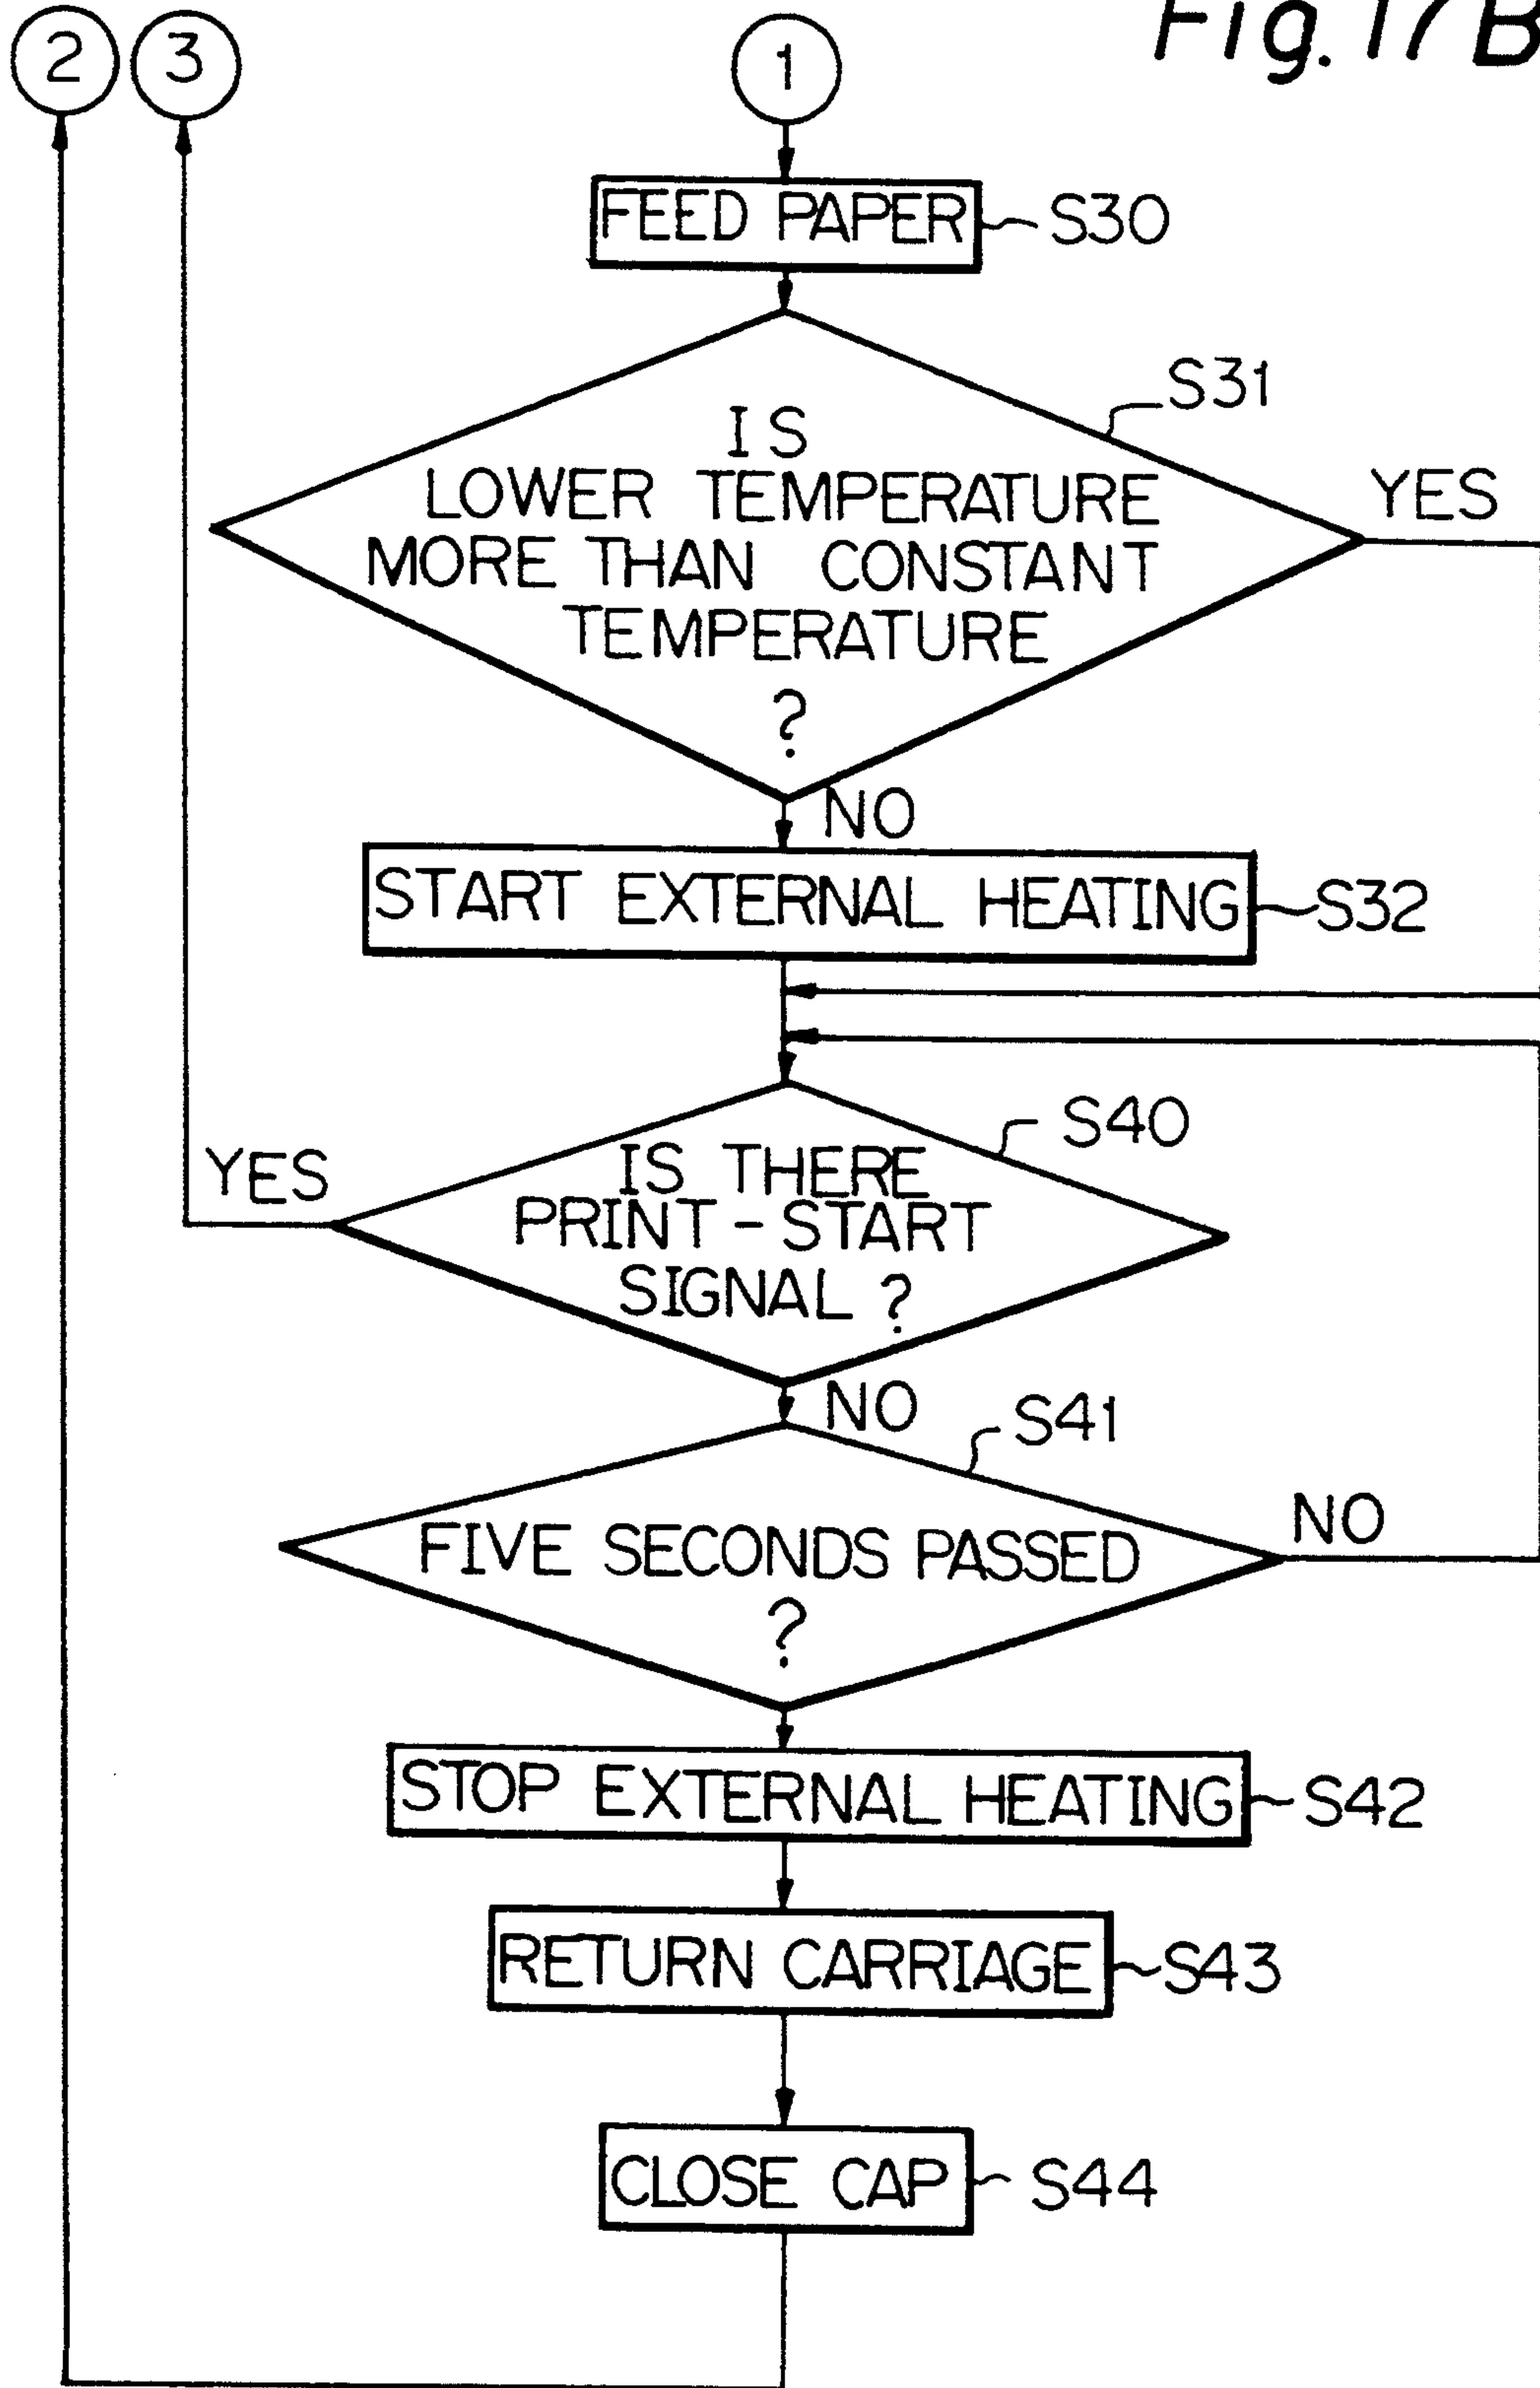 Fig. 17B
2
3
1
FEED PAPER
S30
S31
IS
LOWER TEMPERATURE
MORE THAN CONSTANT
TEMPERATURE
?
YES
NO
START EXTERNAL HEATING
S32
S40
IS THERE
PRINT-START
SIGNAL ?
YES
NO
S41
FIVE SECONDS PASSED
?
NO
STOP EXTERNAL HEATING
S42
RETURN CARRIAGE
S43
CLOSE CAP
S44